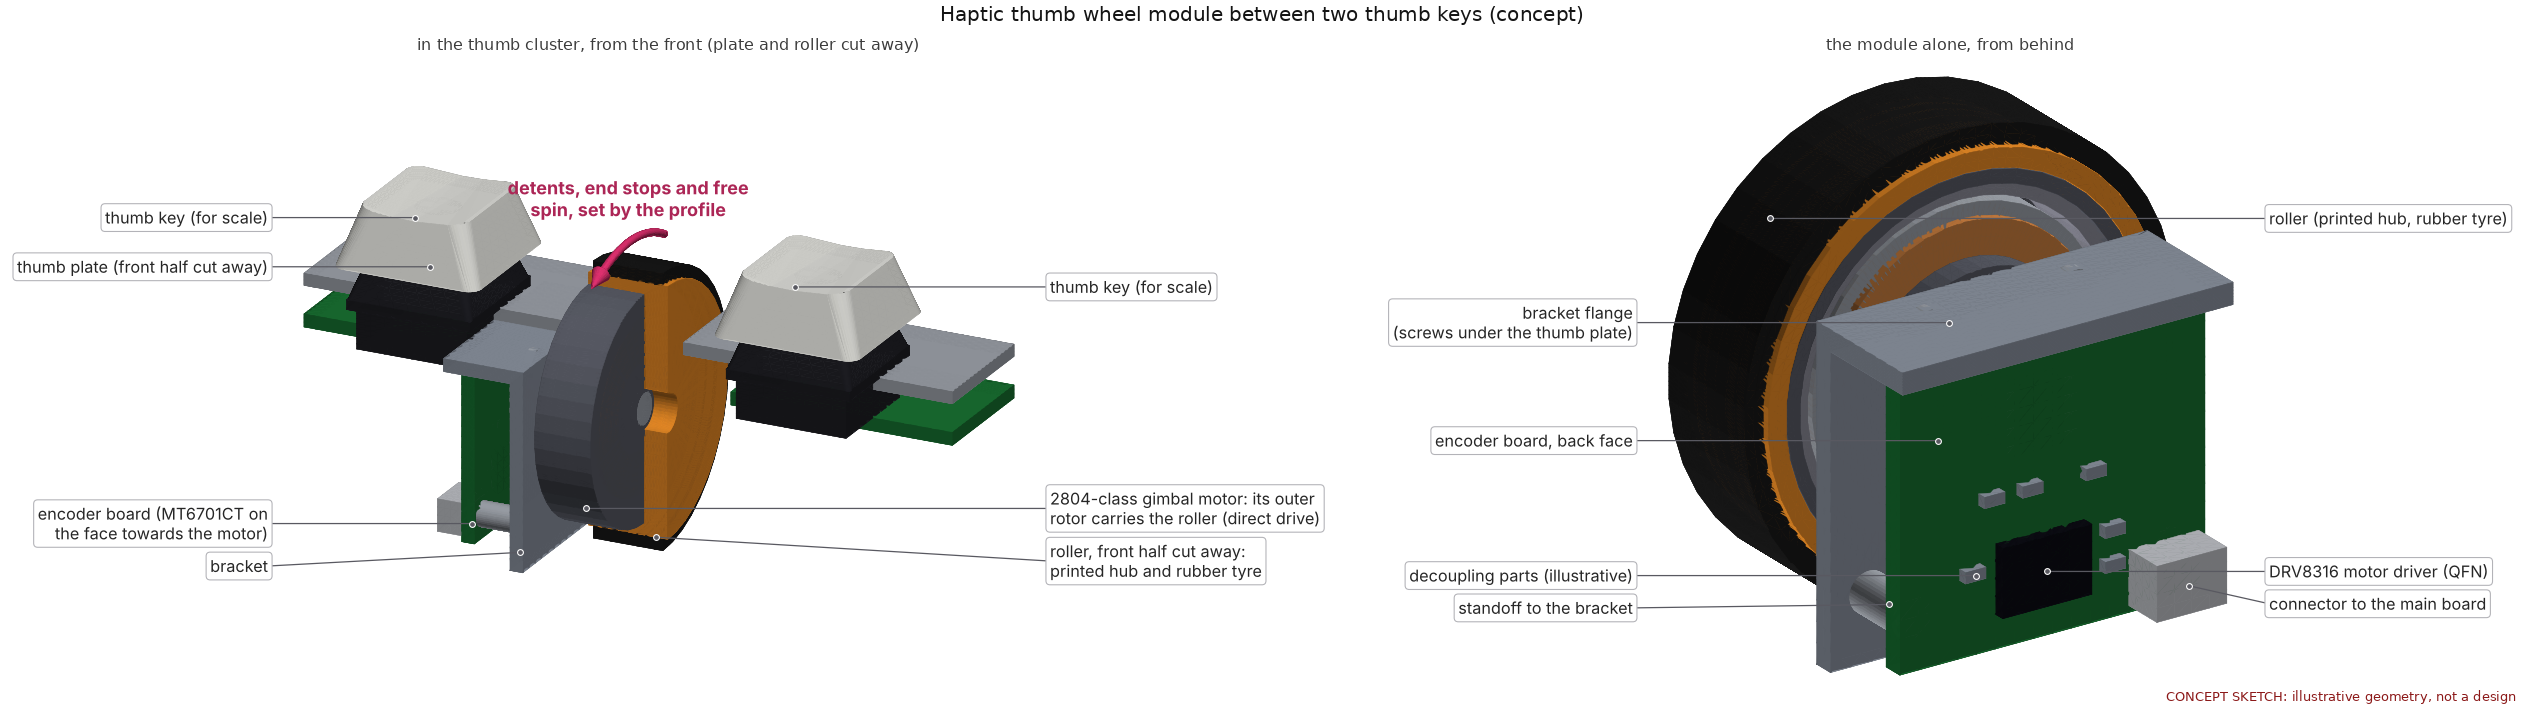 Haptic thumb wheel module between two thumb keys (concept)
in the thumb cluster, from the front (plate and roller cut away)
detents, end stops and free
spin, set by the profile
thumb key (for scale)
thumb plate (front half cut away)
encoder board (MT6701CT on
the face towards the motor)
bracket
thumb key (for scale)
2804-class gimbal motor: its outer
rotor carries the roller (direct drive)
roller, front half cut away:
printed hub and rubber tyre
the module alone, from behind
bracket flange
(screws under the thumb plate)
encoder board, back face
decoupling parts (illustrative)
standoff to the bracket
roller (printed hub, rubber tyre)
DRV8316 motor driver (QFN)
connector to the main board
CONCEPT SKETCH: illustrative geometry, not a design